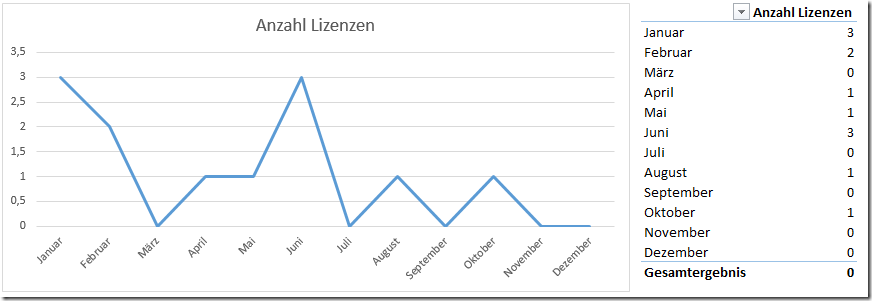 Anzahl Lizenzen
3,5
3
2,5
2
1,5
1
0,5
0
Januar
Februar
März
April
Mai
Juni
Juli
August
September
Oktober
November
Dezember
Anzahl Lizenzen
Januar 3
Februar 2
März 0
April 1
Mai 1
Juni 3
Juli 0
August 1
September 0
Oktober 1
November 0
Dezember 0
Gesamtergebnis 0